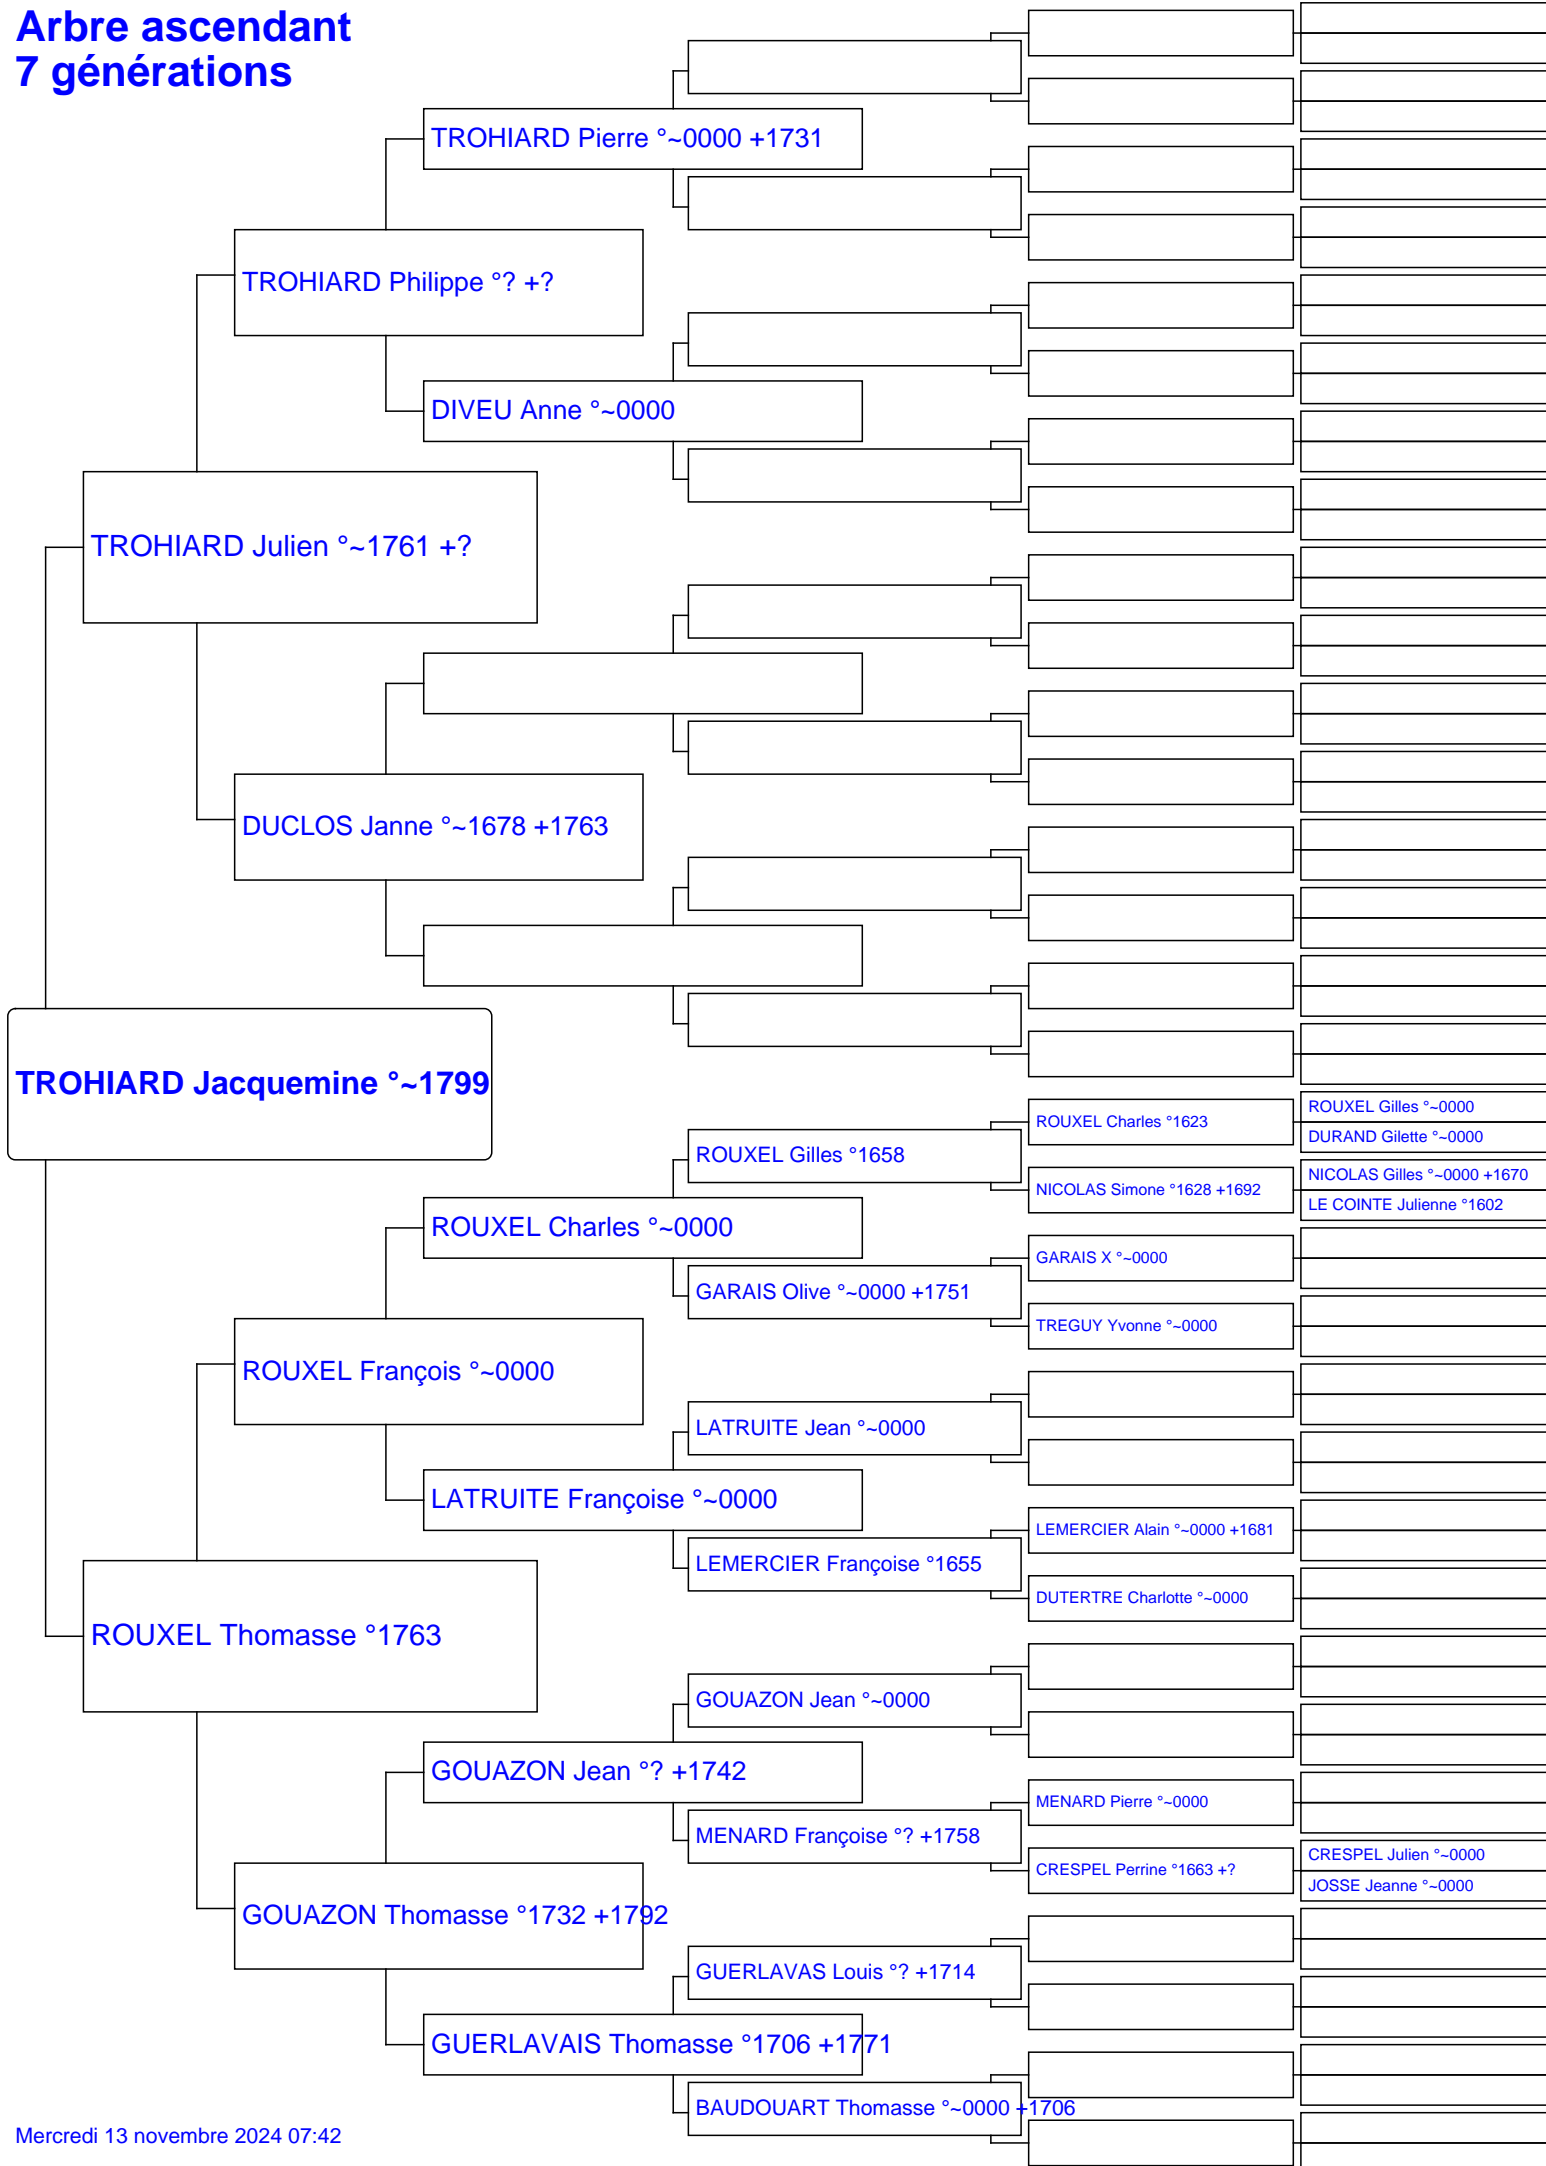 Arbre ascendant
7 générations
TROHIARD Pierre °~0000 +1731
TROHIARD Philippe °? +?
DIVEU Anne °~0000
TROHIARD Julien °~1761 +?
DUCLOS Janne °~1678 +1763
TROHIARD Jacquemine °~1799
ROUXEL Gilles °~0000
ROUXEL Charles °1623
DURAND Gilette °~0000
ROUXEL Gilles °1658
NICOLAS Gilles °~0000 +1670
NICOLAS Simone °1628 +1692
LE COINTE Julienne °1602
ROUXEL Charles °~0000
GARAIS X °~0000
GARAIS Olive °~0000 +1751
TREGUY Yvonne °~0000
ROUXEL François °~0000
LATRUITE Jean °~0000
LATRUITE Françoise °~0000
LEMERCIER Alain °~0000 +1681
LEMERCIER Françoise °1655
DUTERTRE Charlotte °~0000
ROUXEL Thomasse °1763
GOUAZON Jean °~0000
GOUAZON Jean °? +1742
MENARD Pierre °~0000
MENARD Françoise °? +1758
CRESPEL Julien °~0000
CRESPEL Perrine °1663 +?
JOSSE Jeanne °~0000
GOUAZON Thomasse °1732 +1792
GUERLAVAS Louis °? +1714
GUERLAVAIS Thomasse °1706 +1771
BAUDOUART Thomasse °~0000 +1706
Mercredi 13 novembre 2024 07:42